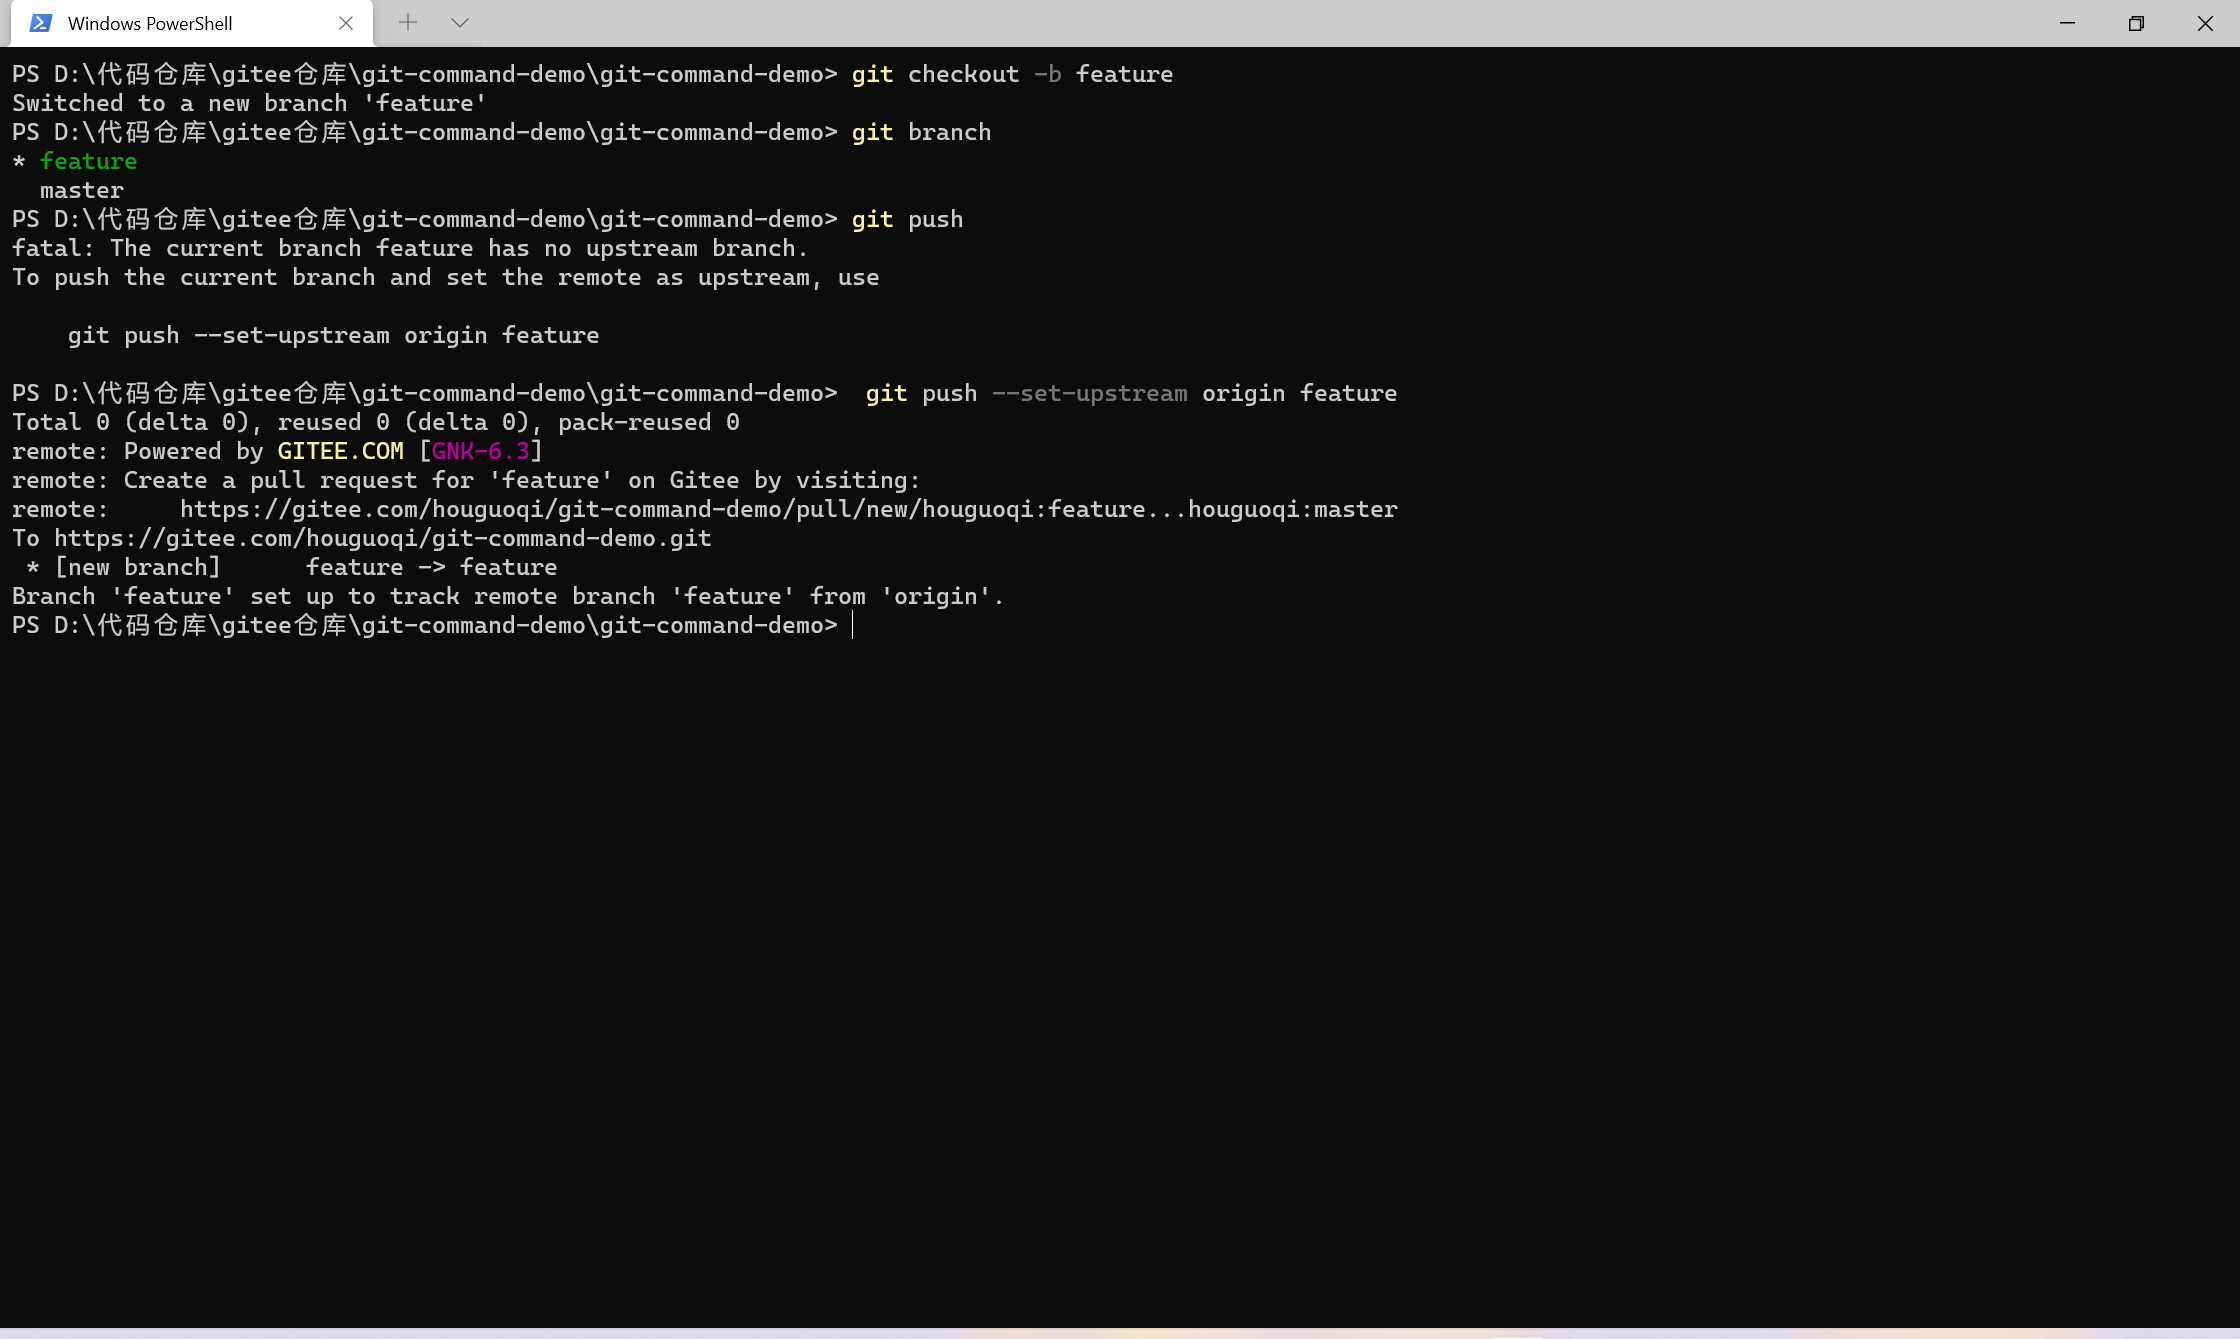 Windows PowerShell
PS D:\代码仓库\gitee仓库\git-command-demo\git-command-demo> git checkout -b feature
Switched to a new branch 'feature'
PS D:\代码仓库\gitee仓库\git-command-demo\git-command-demo> git branch
* feature
  master
PS D:\代码仓库\gitee仓库\git-command-demo\git-command-demo> git push
fatal: The current branch feature has no upstream branch.
To push the current branch and set the remote as upstream, use
    git push --set-upstream origin feature
PS D:\代码仓库\gitee仓库\git-command-demo\git-command-demo>  git push --set-upstream origin feature
Total 0 (delta 0), reused 0 (delta 0), pack-reused 0
remote: Powered by GITEE.COM [GNK-6.3]
remote: Create a pull request for 'feature' on Gitee by visiting:
remote:     https://gitee.com/houguoqi/git-command-demo/pull/new/houguoqi:feature...houguoqi:master
To https://gitee.com/houguoqi/git-command-demo.git
 * [new branch]      feature -> feature
Branch 'feature' set up to track remote branch 'feature' from 'origin'.
PS D:\代码仓库\gitee仓库\git-command-demo\git-command-demo>